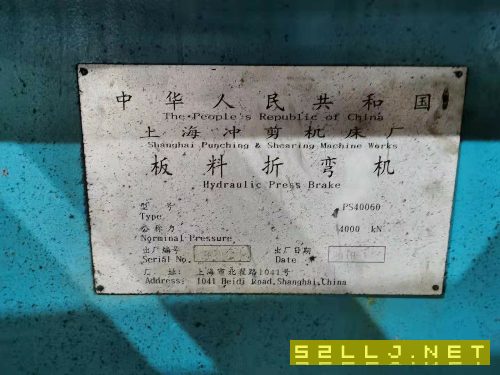 中华人民共和国
The People's Republic of China
上海冲剪机床厂
Shanghai Punching & Shearing Machine Works
板料折弯机
Hydraulic Press Brake
型号 PS40060
Type
公称力 4000 kN
Norminal Pressure
出厂编号 出厂日期
Serial No. Date
厂址: 上海市北翟路1041号
Address: 1041 Beidi Road,Shanghai,China
52LLJ.NET